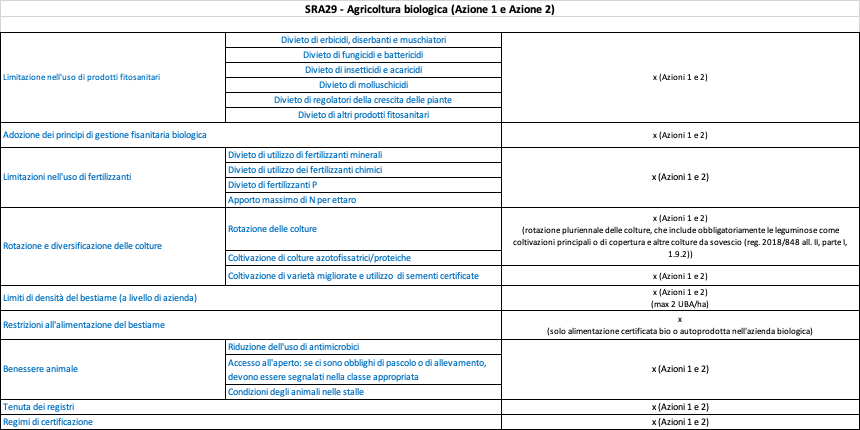 SRA29 - Agricoltura biologica (Azione 1 e Azione 2)
Limitazione nell'uso di prodotti fitosanitari
Divieto di erbicidi, diserbanti e muschiatori
Divieto di fungicidi e battericidi
Divieto di insetticidi e acaricidi
Divieto di molluschicidi
Divieto di regolatori della crescita delle piante
Divieto di altri prodotti fitosanitari
x (Azioni 1 e 2)
Adozione dei principi di gestione fisanitaria biologica
x (Azioni 1 e 2)
Limitazioni nell'uso di fertilizzanti
Divieto di utilizzo di fertilizzanti minerali
Divieto di utilizzo dei fertilizzanti chimici
Divieto di fertilizzanti P
Apporto massimo di N per ettaro
x (Azioni 1 e 2)
Rotazione e diversificazione delle colture
Rotazione delle colture
Coltivazione di colture azotofissatrici/proteiche
x (Azioni 1 e 2)
(rotazione pluriennale delle colture, che include obbligatoriamente le leguminose come
coltivazioni principali o di copertura e altre colture da sovescio (reg. 2018/848 all. II, parte I,
1.9.2))
Coltivazione di varietà migliorate e utilizzo di sementi certificate
x (Azioni 1 e 2)
Limiti di densità del bestiame (a livello di azienda)
x (Azioni 1 e 2)
(max 2 UBA/ha)
Restrizioni all'alimentazione del bestiame
x
(solo alimentazione certificata bio o autoprodotta nell'azienda biologica)
Benessere animale
Riduzione dell'uso di antimicrobici
Accesso all'aperto: se ci sono obblighi di pascolo o di allevamento,
devono essere segnalati nella classe appropriata
Condizioni degli animali nelle stalle
x (Azioni 1 e 2)
Tenuta dei registri
x (Azioni 1 e 2)
Regimi di certificazione
x (Azioni 1 e 2)